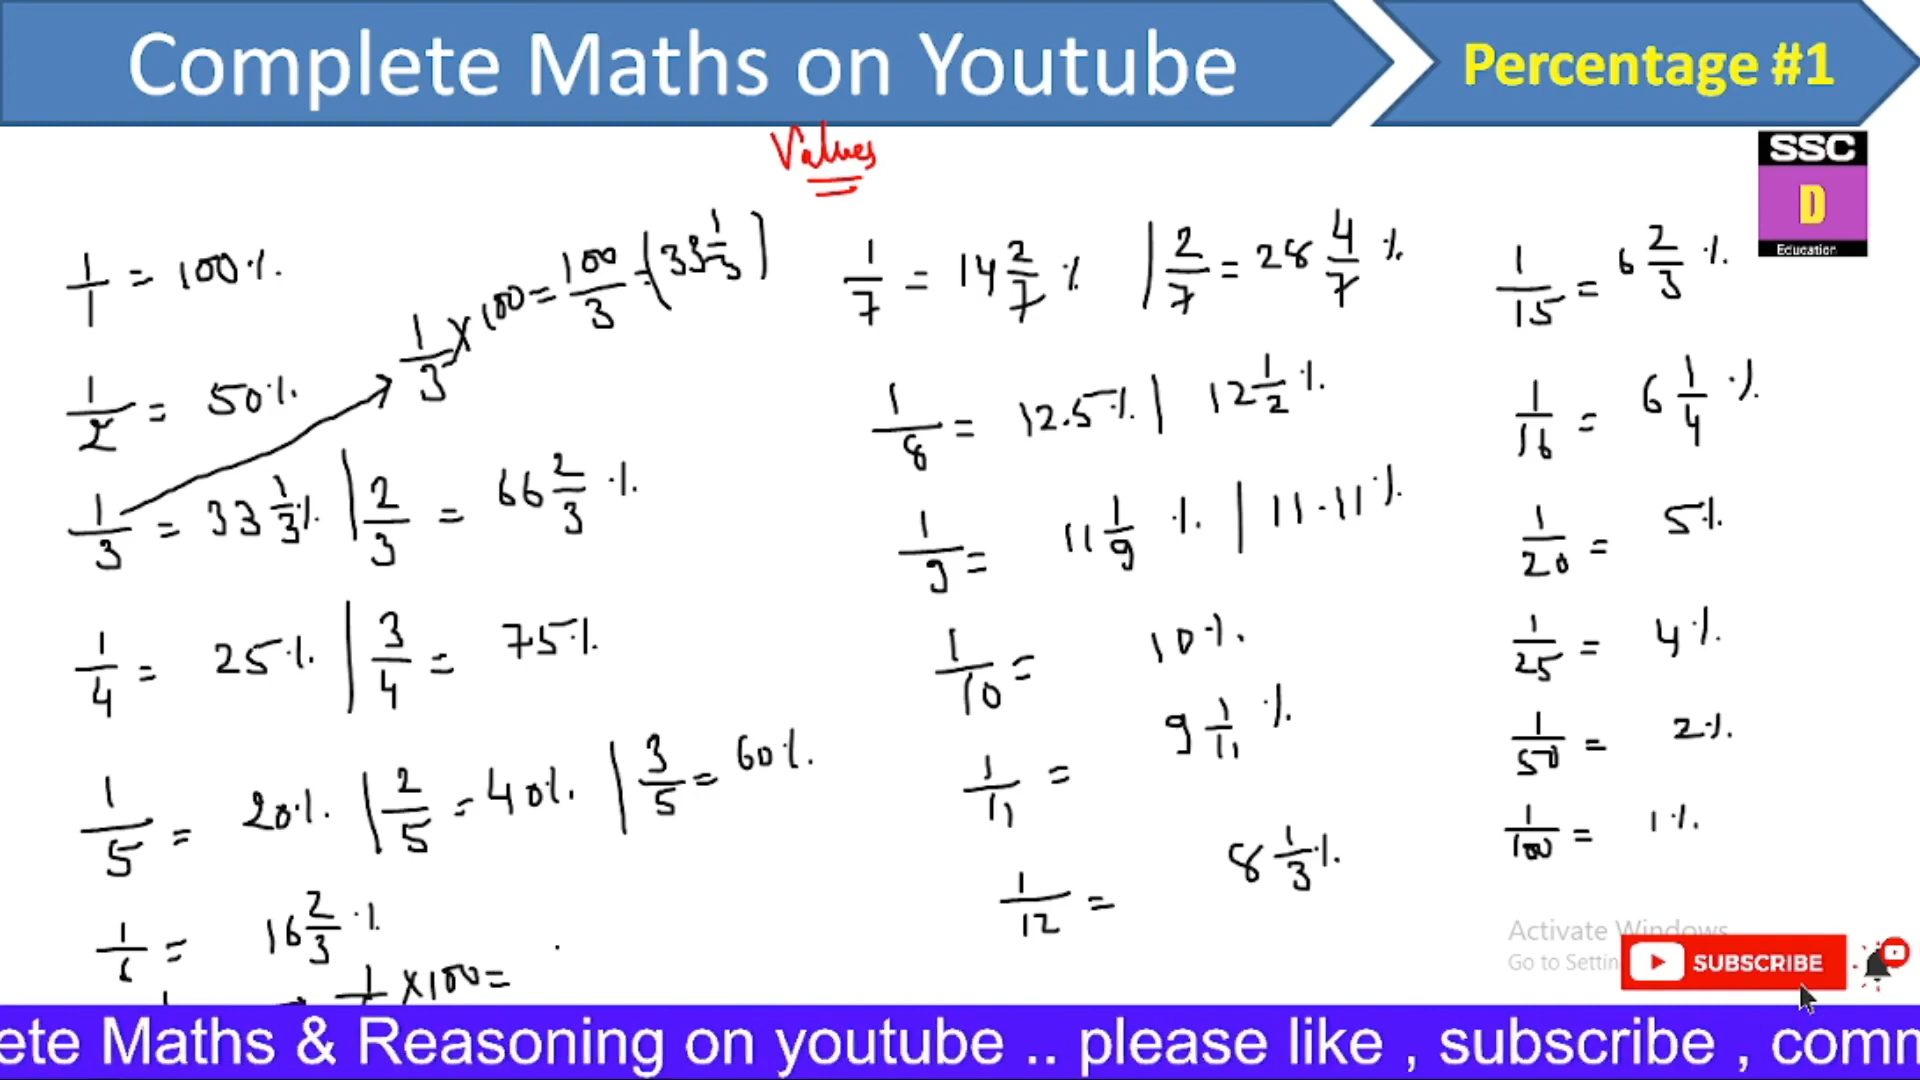 Complete Maths on Youtube
Percentage #1
Values
SSC
D
Education
1/1 = 100%
1/2 = 50%
1/3 × 100 = 100/3 = (33 1/3)
1/3 = 33 1/3% | 2/3 = 66 2/3 %
1/4 = 25% | 3/4 = 75%
1/5 = 20% | 2/5 = 40% | 3/5 = 60%
1/6 = 16 2/3 %
× 100 =
1/7 = 14 2/7 % | 2/7 = 28 4/7 %
1/8 = 12.5% | 12 1/2 %
1/9 = 11 1/9 % | 11.11%
1/10 = 10%
1/11 = 9 1/11 %
1/12 = 8 1/3%
1/15 = 6 2/3 %
1/16 = 6 1/4 %
1/20 = 5%
1/25 = 4%
1/50 = 2%
1/100 = 1%
Activate Windows
Go to Settin
SUBSCRIBE
ete Maths & Reasoning on youtube .. please like , subscribe , comm